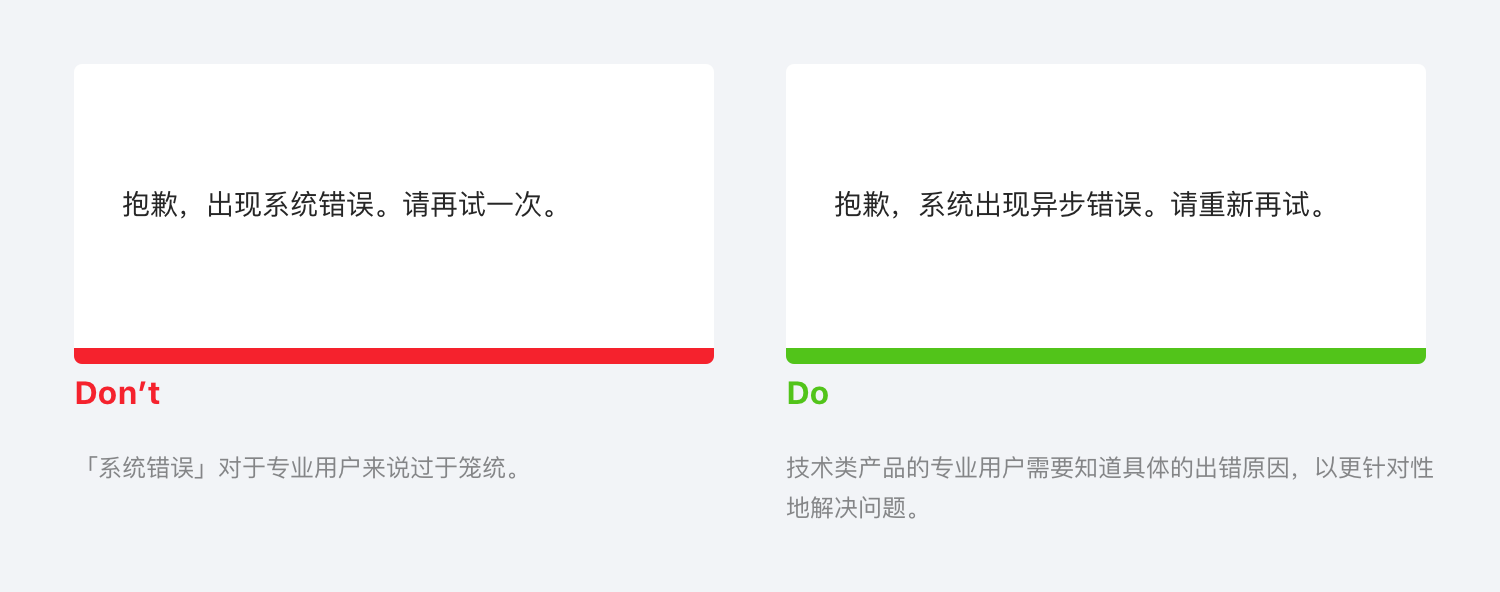 抱歉，出现系统错误。请再试一次。
Don’t
「系统错误」对于专业用户来说过于笼统。
抱歉，系统出现异步错误。请重新再试。
Do
技术类产品的专业用户需要知道具体的出错原因，以更针对性
地解决问题。